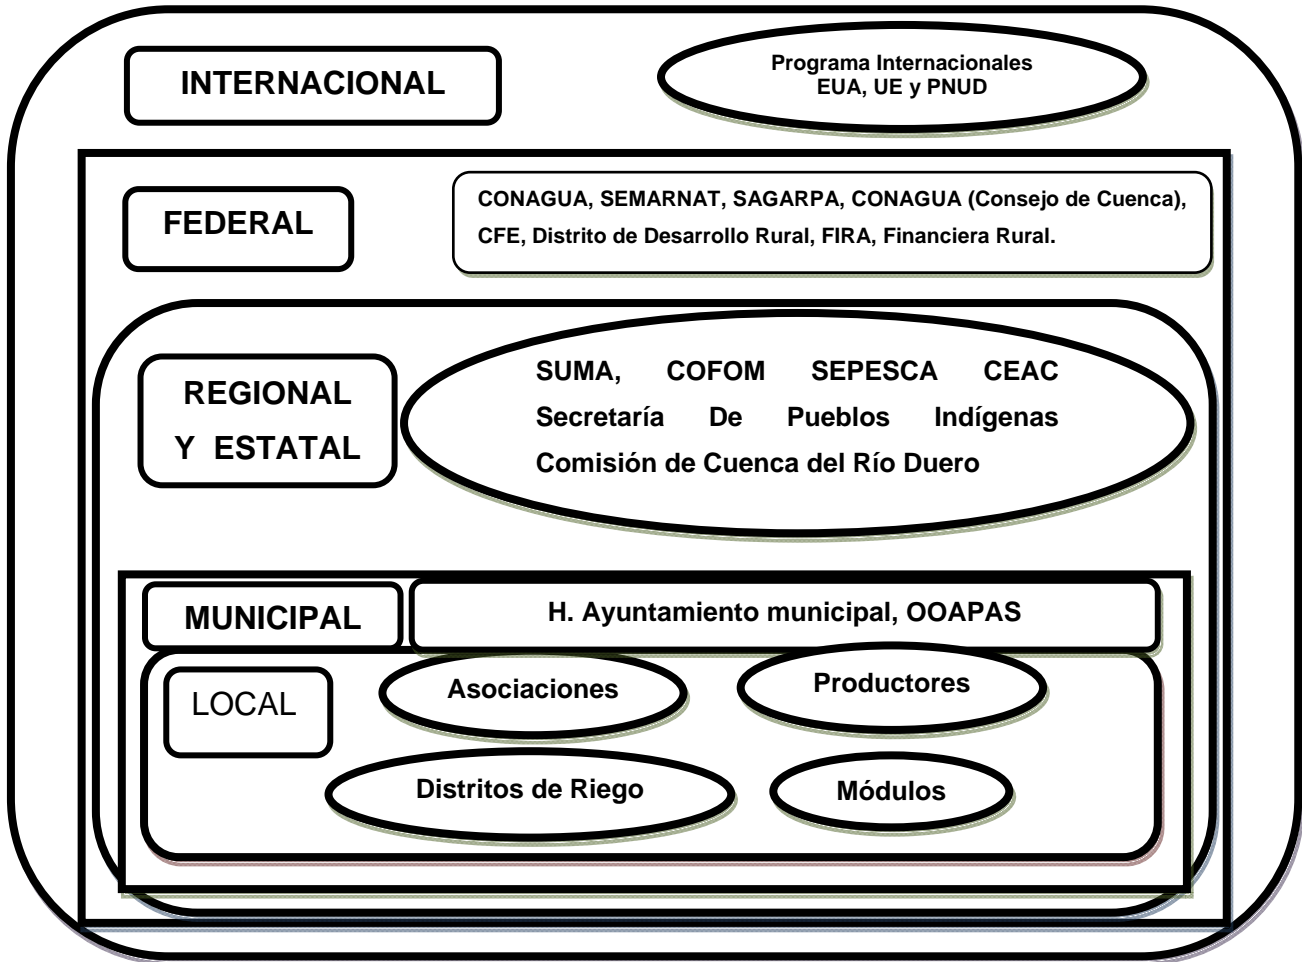 INTERNACIONAL
Programa Internacionales
EUA, UE y PNUD
FEDERAL
CONAGUA, SEMARNAT, SAGARPA, CONAGUA (Consejo de Cuenca),
CFE, Distrito de Desarrollo Rural, FIRA, Financiera Rural.
REGIONAL
Y ESTATAL
SUMA, COFOM SEPESCA CEAC
Secretaría De Pueblos Indígenas
Comisión de Cuenca del Río Duero
MUNICIPAL
H. Ayuntamiento municipal, OOAPAS
LOCAL
Asociaciones
Productores
Distritos de Riego
Módulos